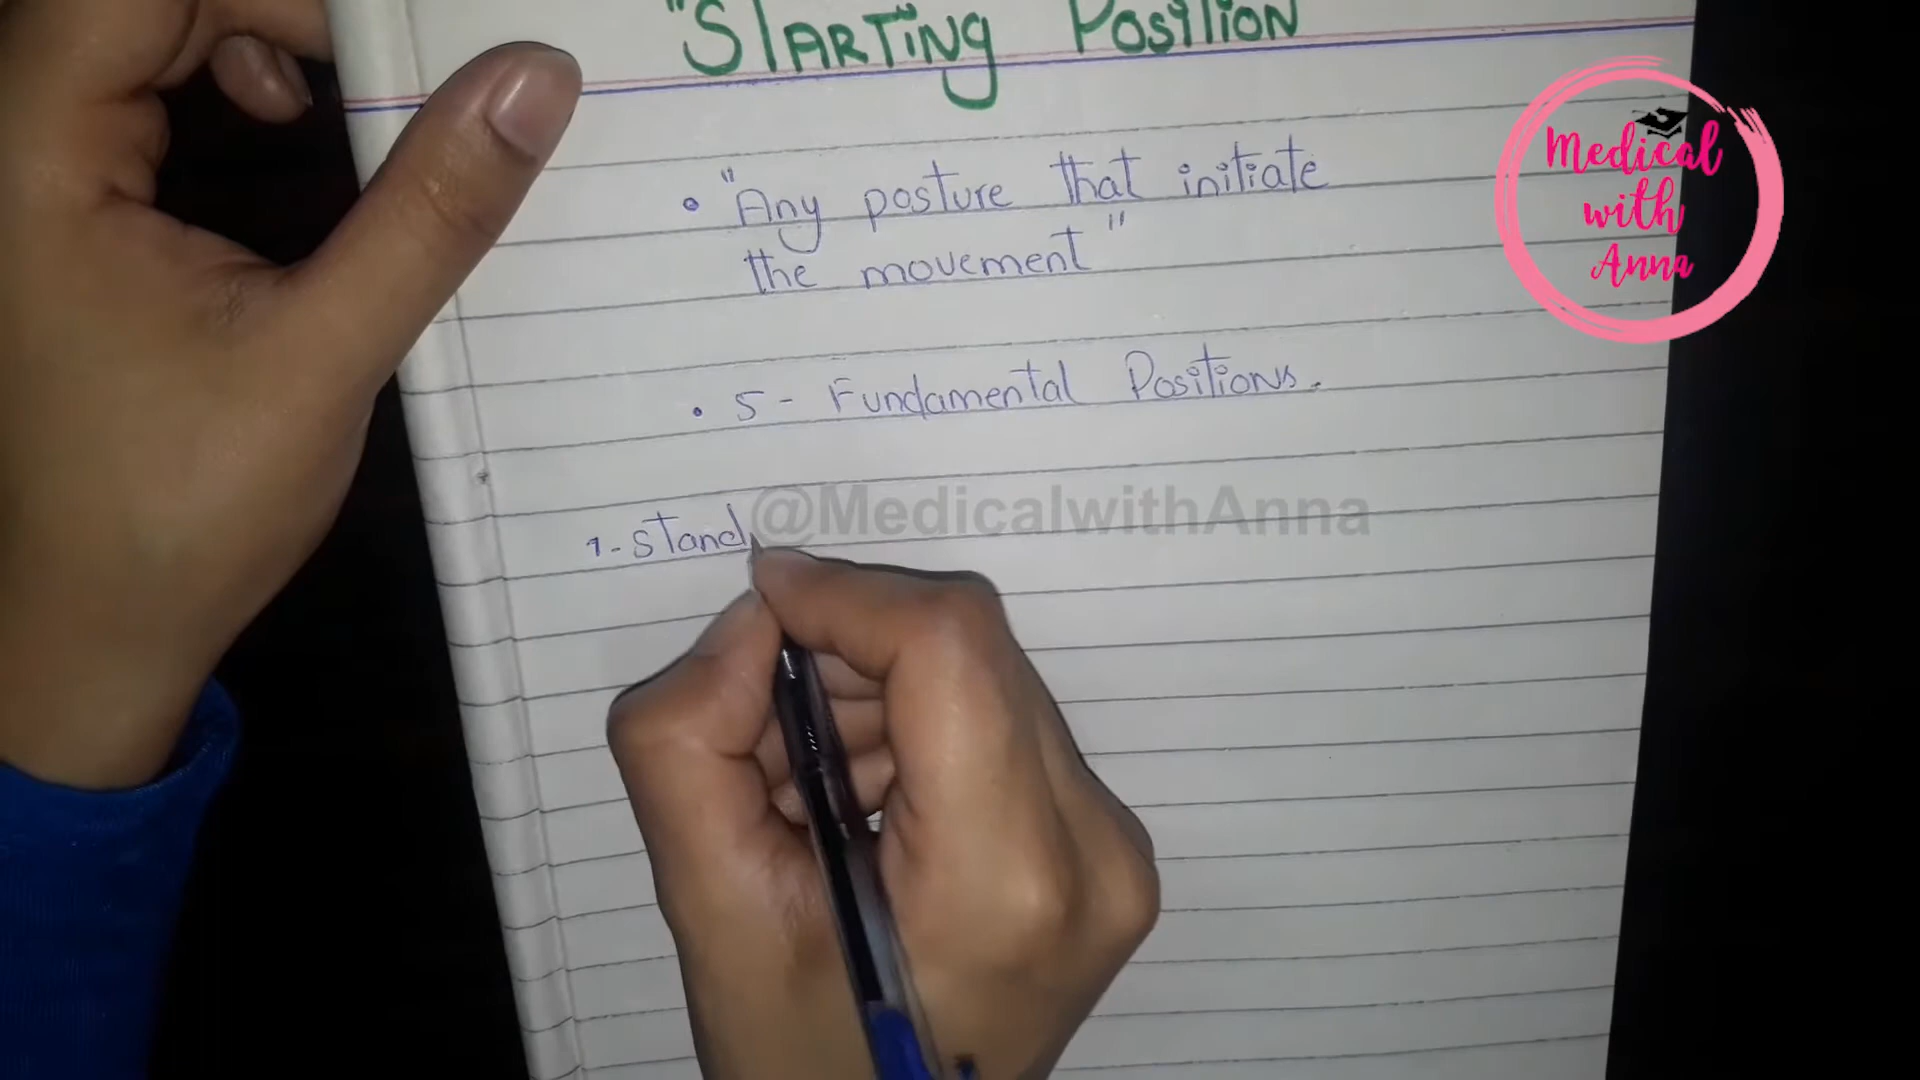 "STARTING POSITION
• "Any posture that initiate
the movement"
• 5 - Fundamental Positions.
1 - Stand
@MedicalwithAnna
Medical
with
Anna